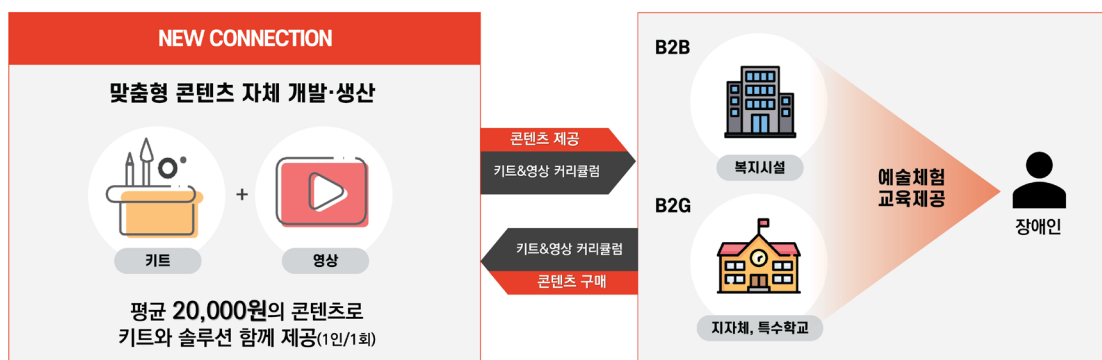 NEW CONNECTION
맞춤형 콘텐츠 자체 개발·생산
키트
+
영상
평균 20,000원의 콘텐츠로
키트와 솔루션 함께 제공(1인/1회)
콘텐츠 제공
키트&영상 커리큘럼
키트&영상 커리큘럼
콘텐츠 구매
B2B
복지시설
B2G
지자체, 특수학교
예술체험
교육제공
장애인